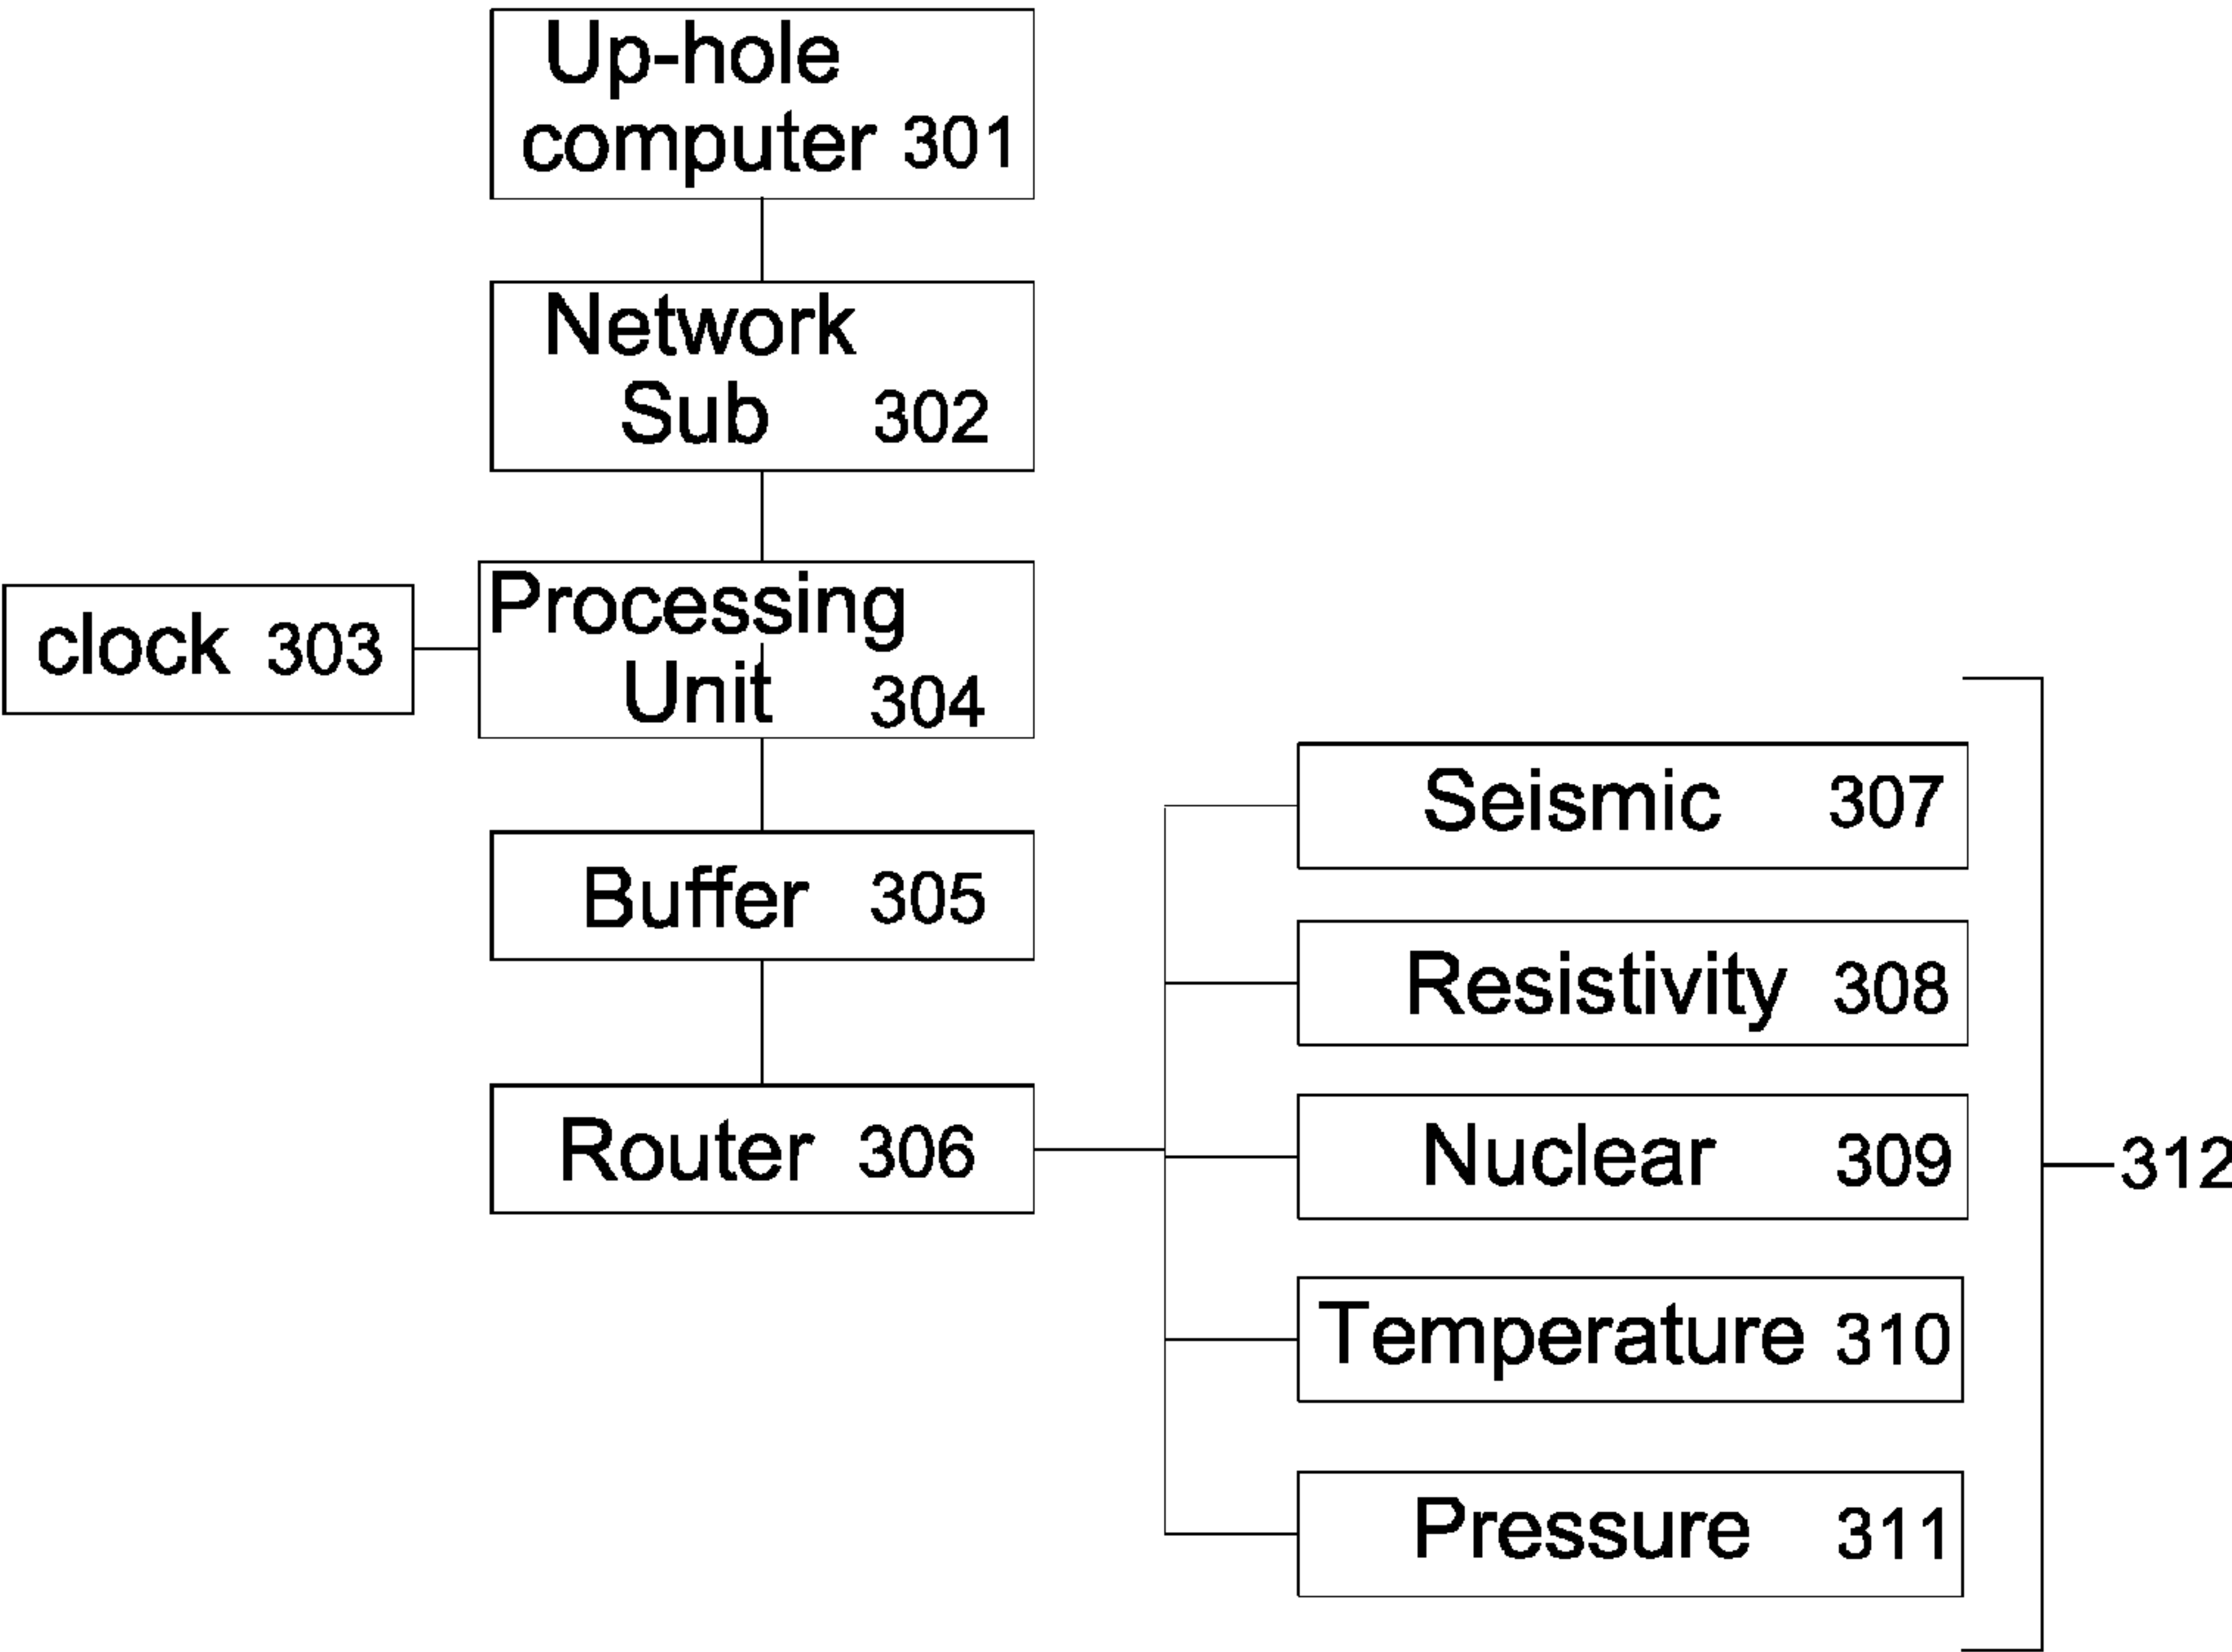 Up-hole
computer 301
Network
Sub 302
clock 303
Processing
Unit 304
Buffer 305
Router 306
Seismic 307
Resistivity 308
Nuclear 309
Temperature 310
Pressure 311
312